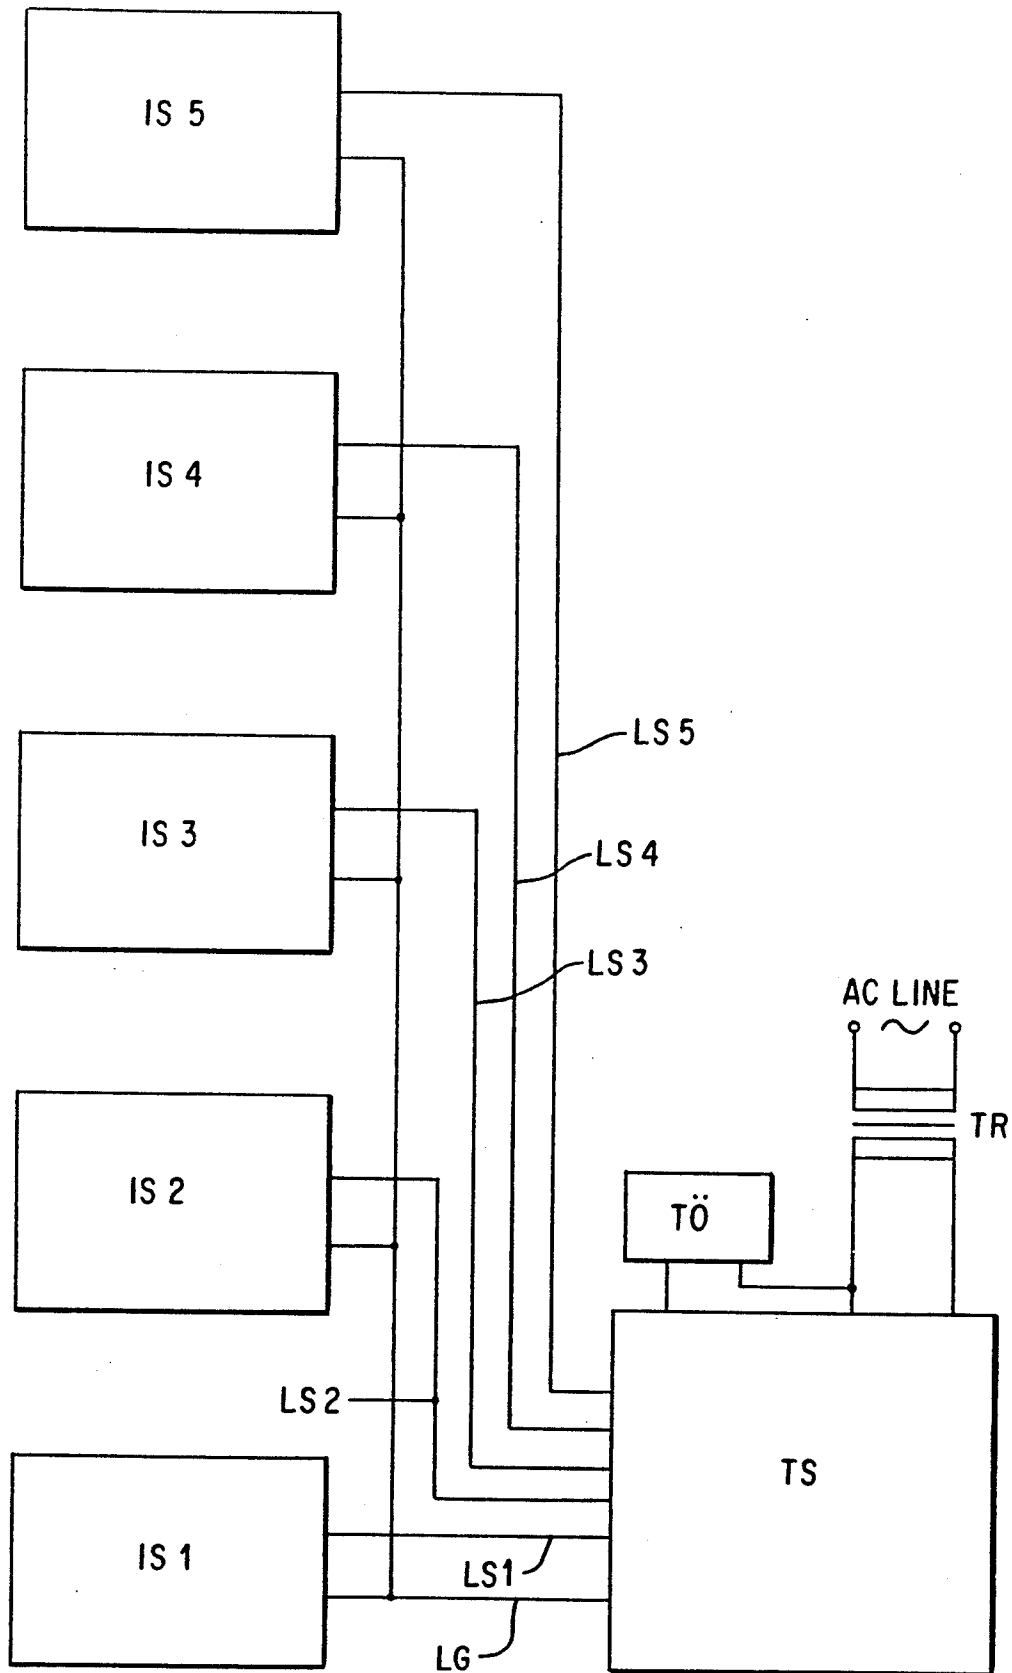 IS 5
IS 4
LS 5
IS 3
LS 4
LS 3
AC LINE
TR
IS 2
TÖ
LS 2
TS
IS 1
LS1
LG